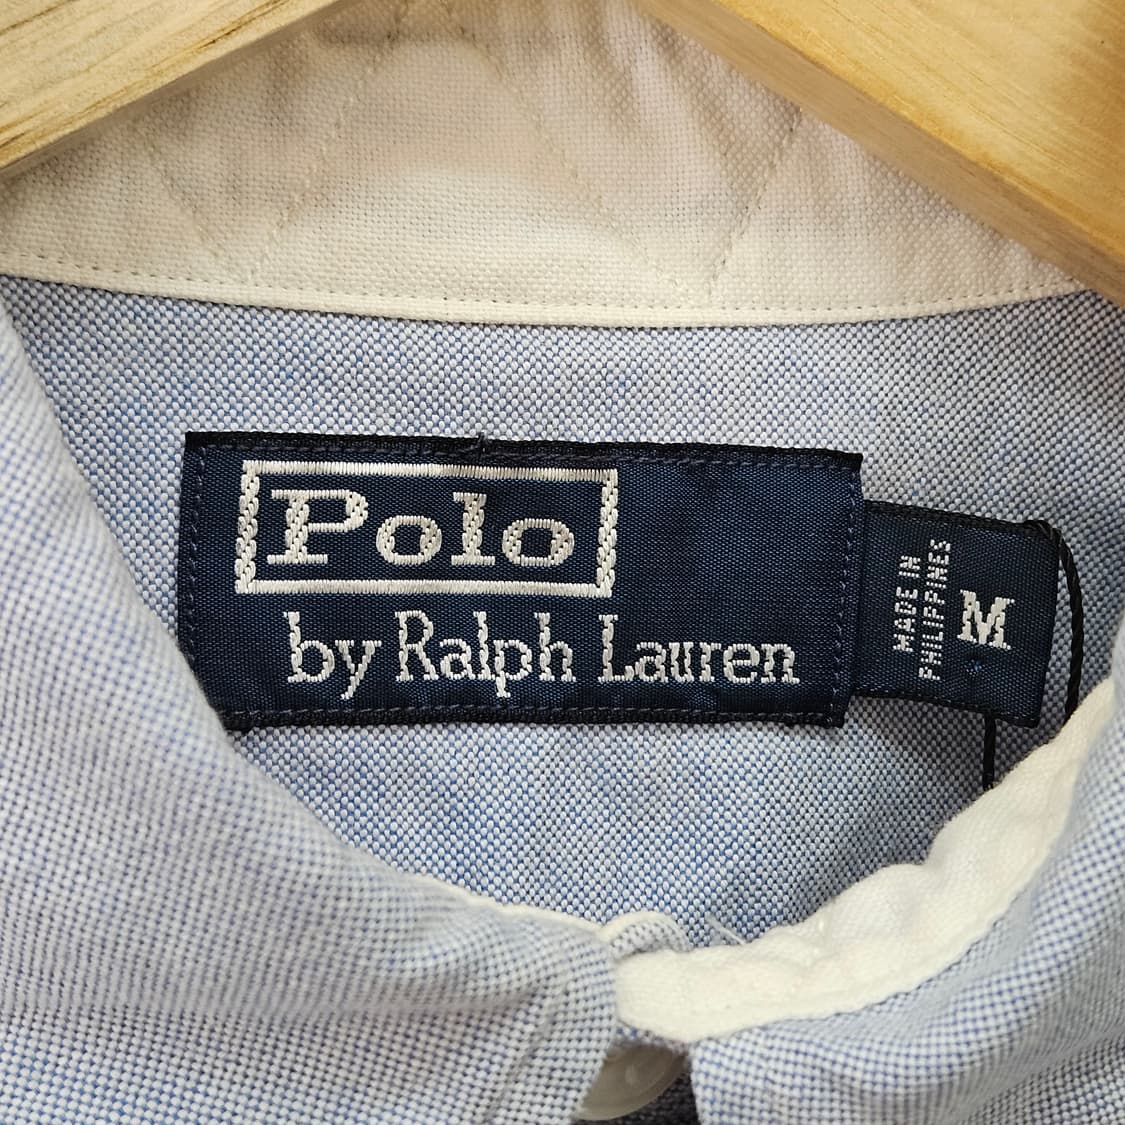 Polo
by Ralph Lauren
MADE IN
PHILIPPINES
M